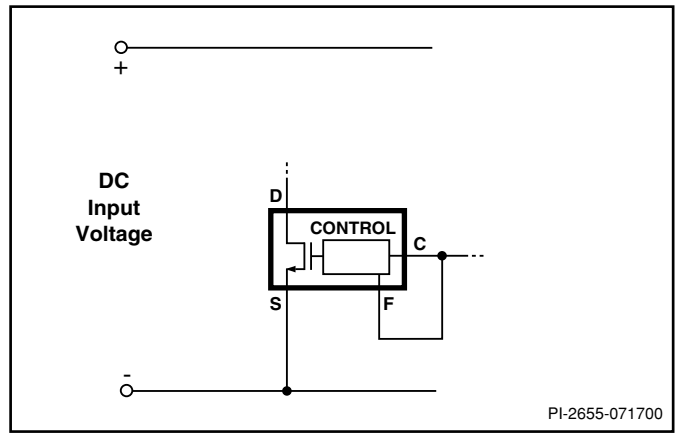 +
DC
Input
Voltage
D
CONTROL
C
S
F
-
PI-2655-071700